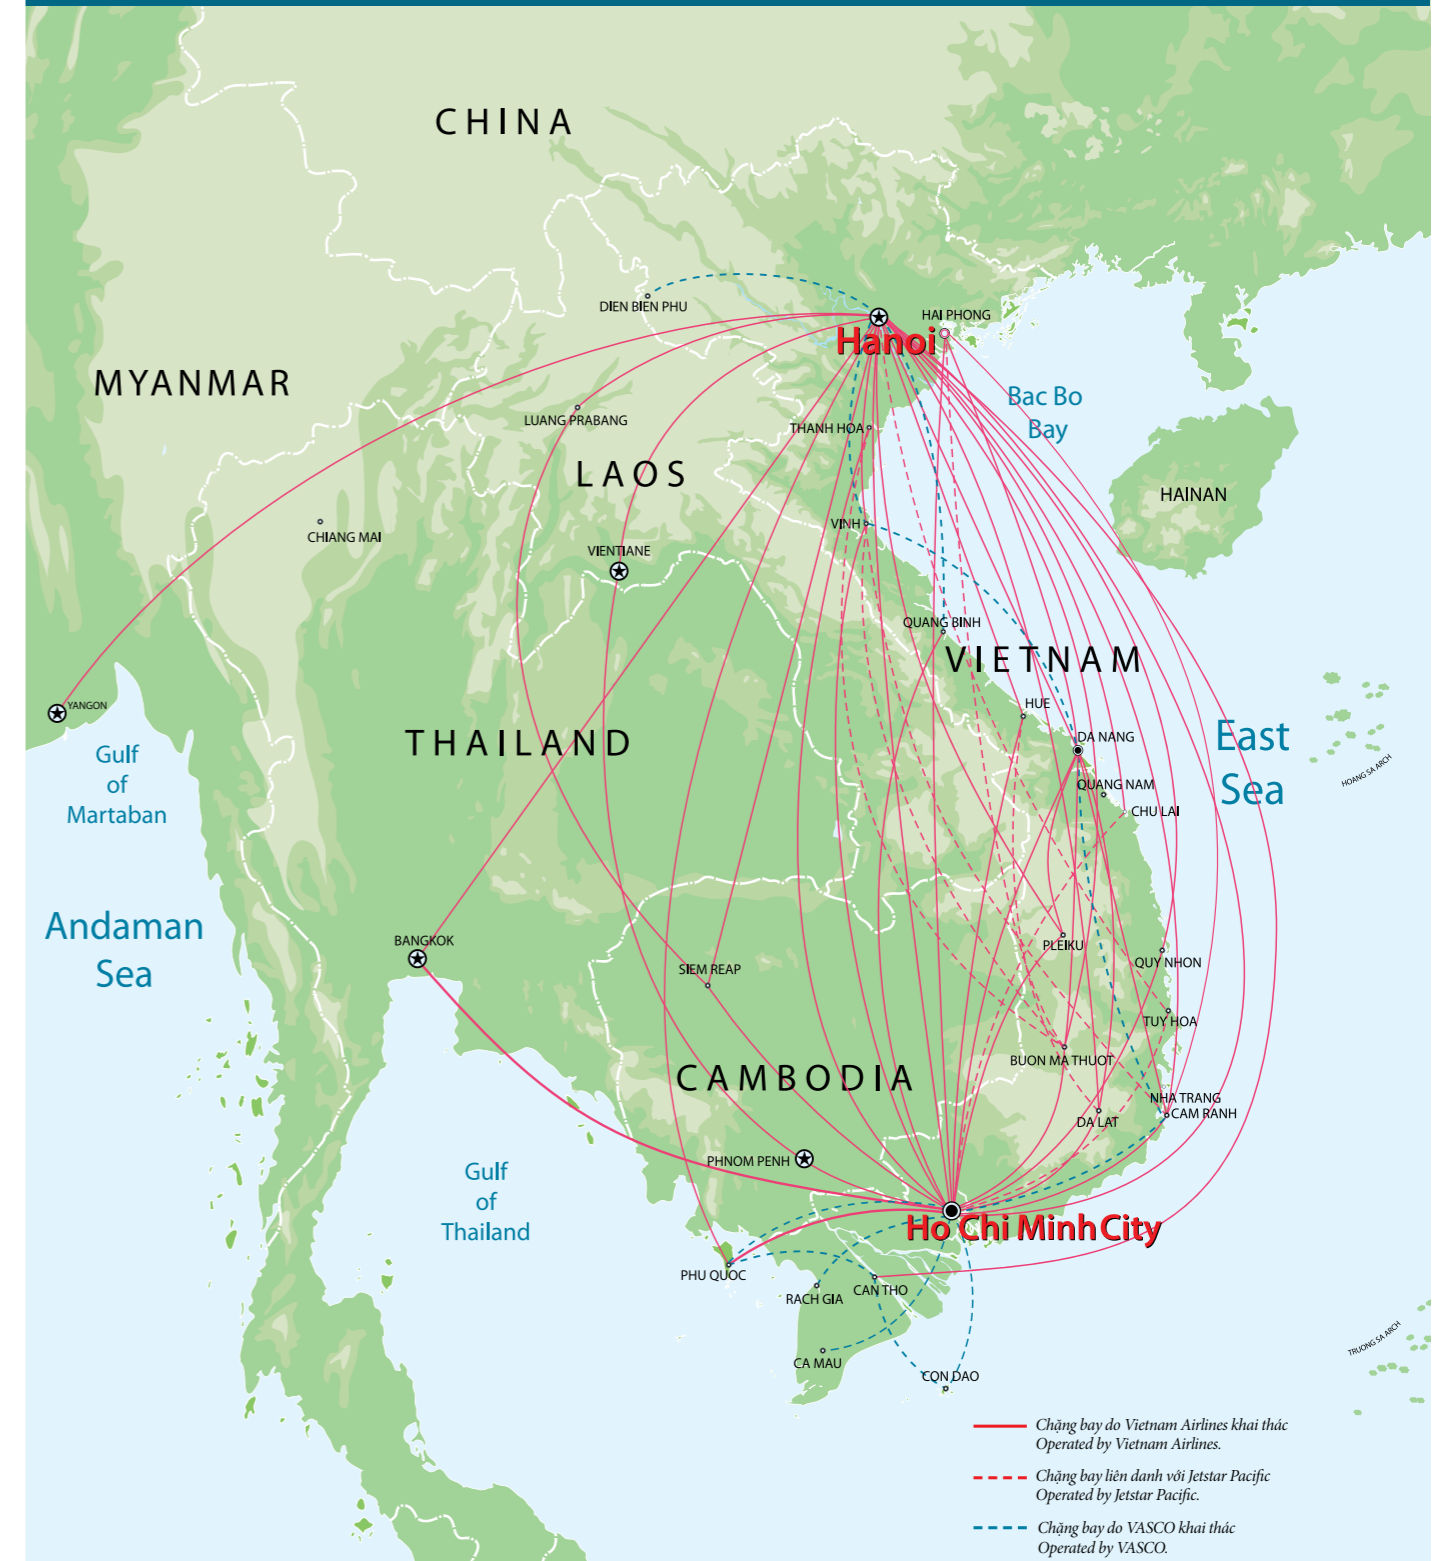 CHINA
DIEN BIEN PHU
HAI PHONG
Hanoi
MYANMAR
Bac Bo
Bay
LUANG PRABANG
THANH HOA
LAOS
HAINAN
VINH
CHIANG MAI
VIENTIANE
QUANG BINH
VIETNAM
YANGON
HUE
THAILAND
DA NANG
East
Sea
Gulf
of
Martaban
HOANG SA ARCH
QUANG NAM
CHU LAI
Andaman
Sea
BANGKOK
PLEIKU
QUY NHON
SIEM REAP
TUY HOA
BUON MA THUOT
CAMBODIA
NHA TRANG
CAM RANH
DA LAT
PHNOM PENH
Gulf
of
Thailand
Ho Chi Minh City
PHU QUOC
RACH GIA
CAN THO
TRUONG SA ARCH
CA MAU
CON DAO
Chặng bay do Vietnam Airlines khai thác
Operated by Vietnam Airlines.
Chặng bay liên danh với Jetstar Pacific
Operated by Jetstar Pacific.
Chặng bay do VASCO khai thác
Operated by VASCO.